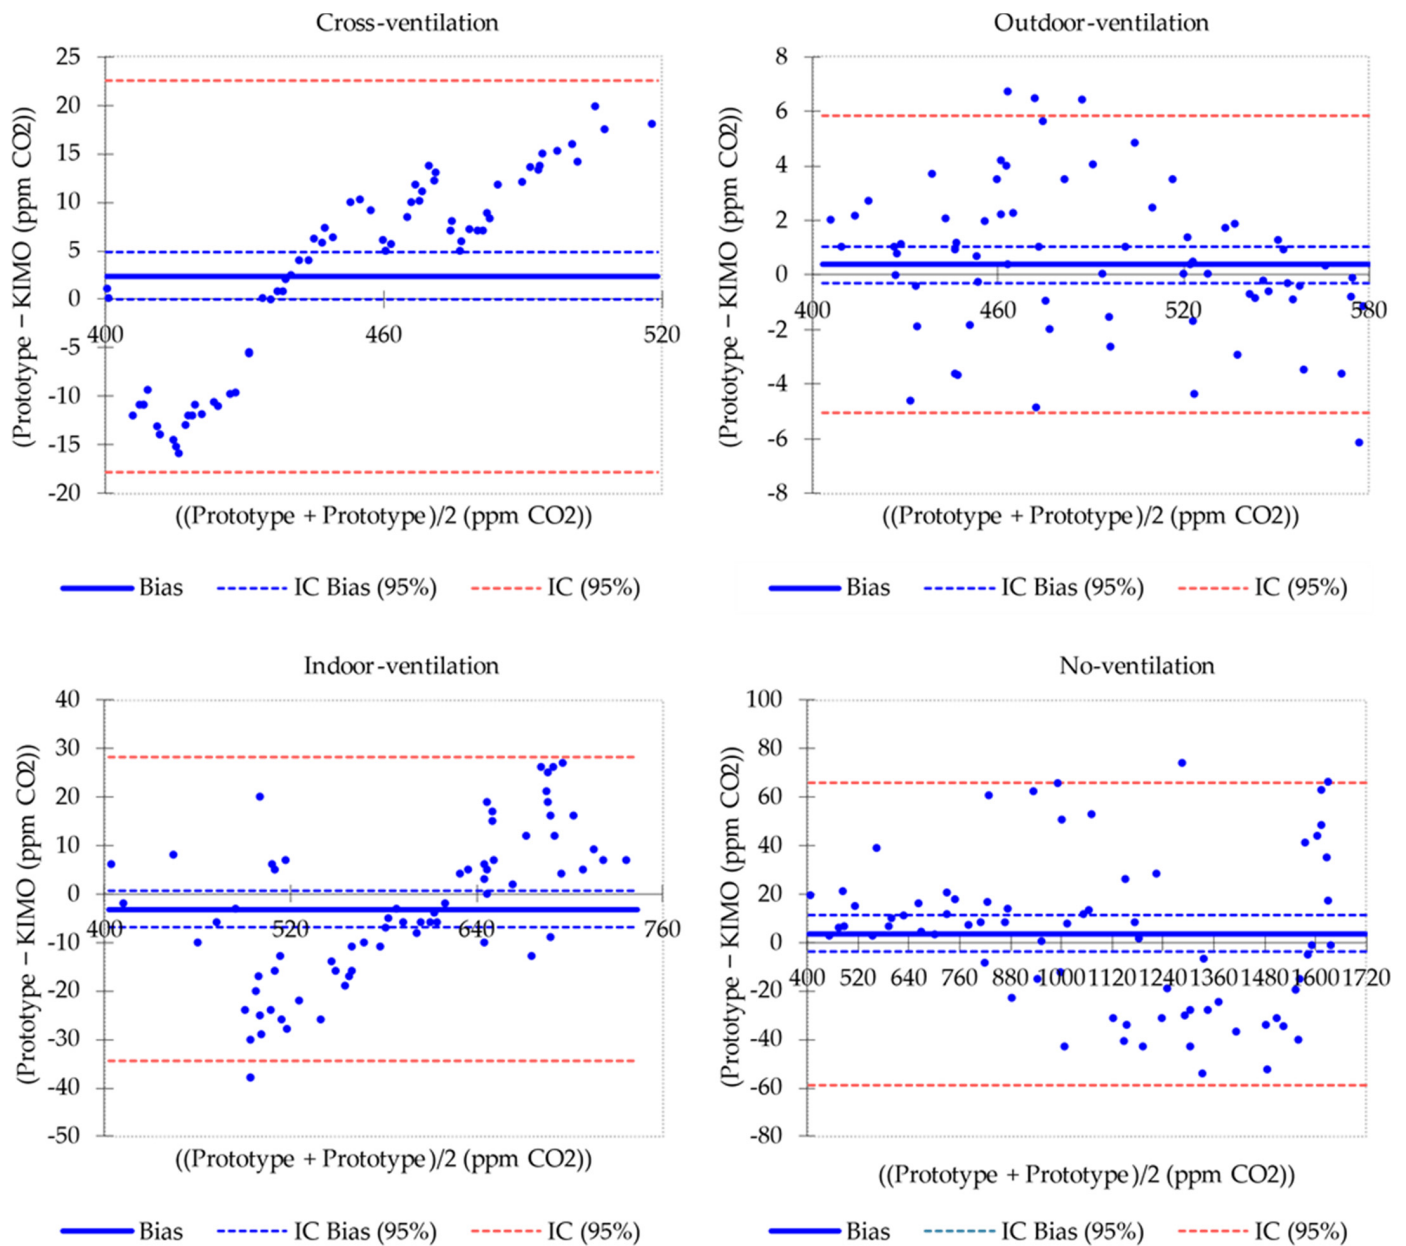 Cross-ventilation
25
20
15
10
5
0
-5
-10
-15
-20
400
460
520
(Prototype – KIMO (ppm CO2))
((Prototype + Prototype)/2 (ppm CO2))
Bias IC Bias (95%) IC (95%)
Outdoor-ventilation
8
6
4
2
0
-2
-4
-6
-8
400
460
520
580
(Prototype – KIMO (ppm CO2))
((Prototype + Prototype)/2 (ppm CO2))
Bias IC Bias (95%) IC (95%)
Indoor-ventilation
40
30
20
10
0
-10
-20
-30
-40
-50
400
520
640
760
(Prototype – KIMO (ppm CO2))
((Prototype + Prototype)/2 (ppm CO2))
Bias IC Bias (95%) IC (95%)
No-ventilation
100
80
60
40
20
0
-20
-40
-60
-80
400 520 640 760 880 1000 1120 1240 1360 1480 1600 1720
(Prototype – KIMO (ppm CO2))
((Prototype + Prototype)/2 (ppm CO2))
Bias IC Bias (95%) IC (95%)